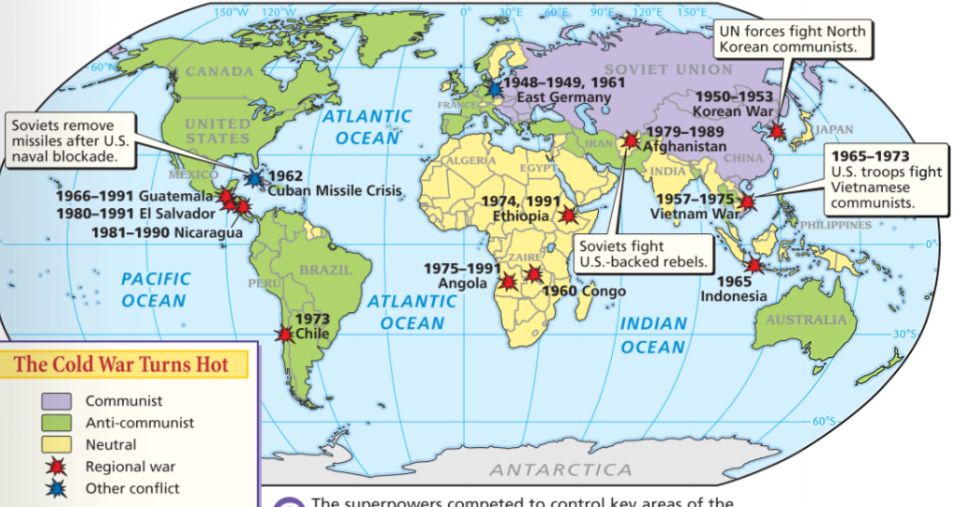 150°W 120°W 0° 30°E 60°E 90°E 120°E 150°E
UN forces fight North
Korean communists.
60°N
CANADA
SOVIET UNION
1948–1949, 1961
East Germany
FRANCE
1950–1953
Korean War
ATLANTIC
OCEAN
UNITED
STATES
Soviets remove
missiles after U.S.
naval blockade.
JAPAN
1979–1989
Afghanistan
IRAN
CHINA
1965–1973
U.S. troops fight
Vietnamese
communists.
ALGERIA
EGYPT
INDIA
MEXICO
1962
Cuban Missile Crisis
1966–1991 Guatemala
1980–1991 El Salvador
1981–1990 Nicaragua
1974, 1991
Ethiopia
1957–1975
Vietnam War
PHILIPPINES
Soviets fight
U.S.-backed rebels.
0°
ZAIRE
BRAZIL
PERU
PACIFIC
OCEAN
1975–1991
Angola
1960 Congo
1965
Indonesia
ATLANTIC
OCEAN
1973
Chile
INDIAN
OCEAN
AUSTRALIA
30°S
The Cold War Turns Hot
Communist
Anti-communist
Neutral
Regional war
Other conflict
60°S
ANTARCTICA
The superpowers competed to control key areas of the